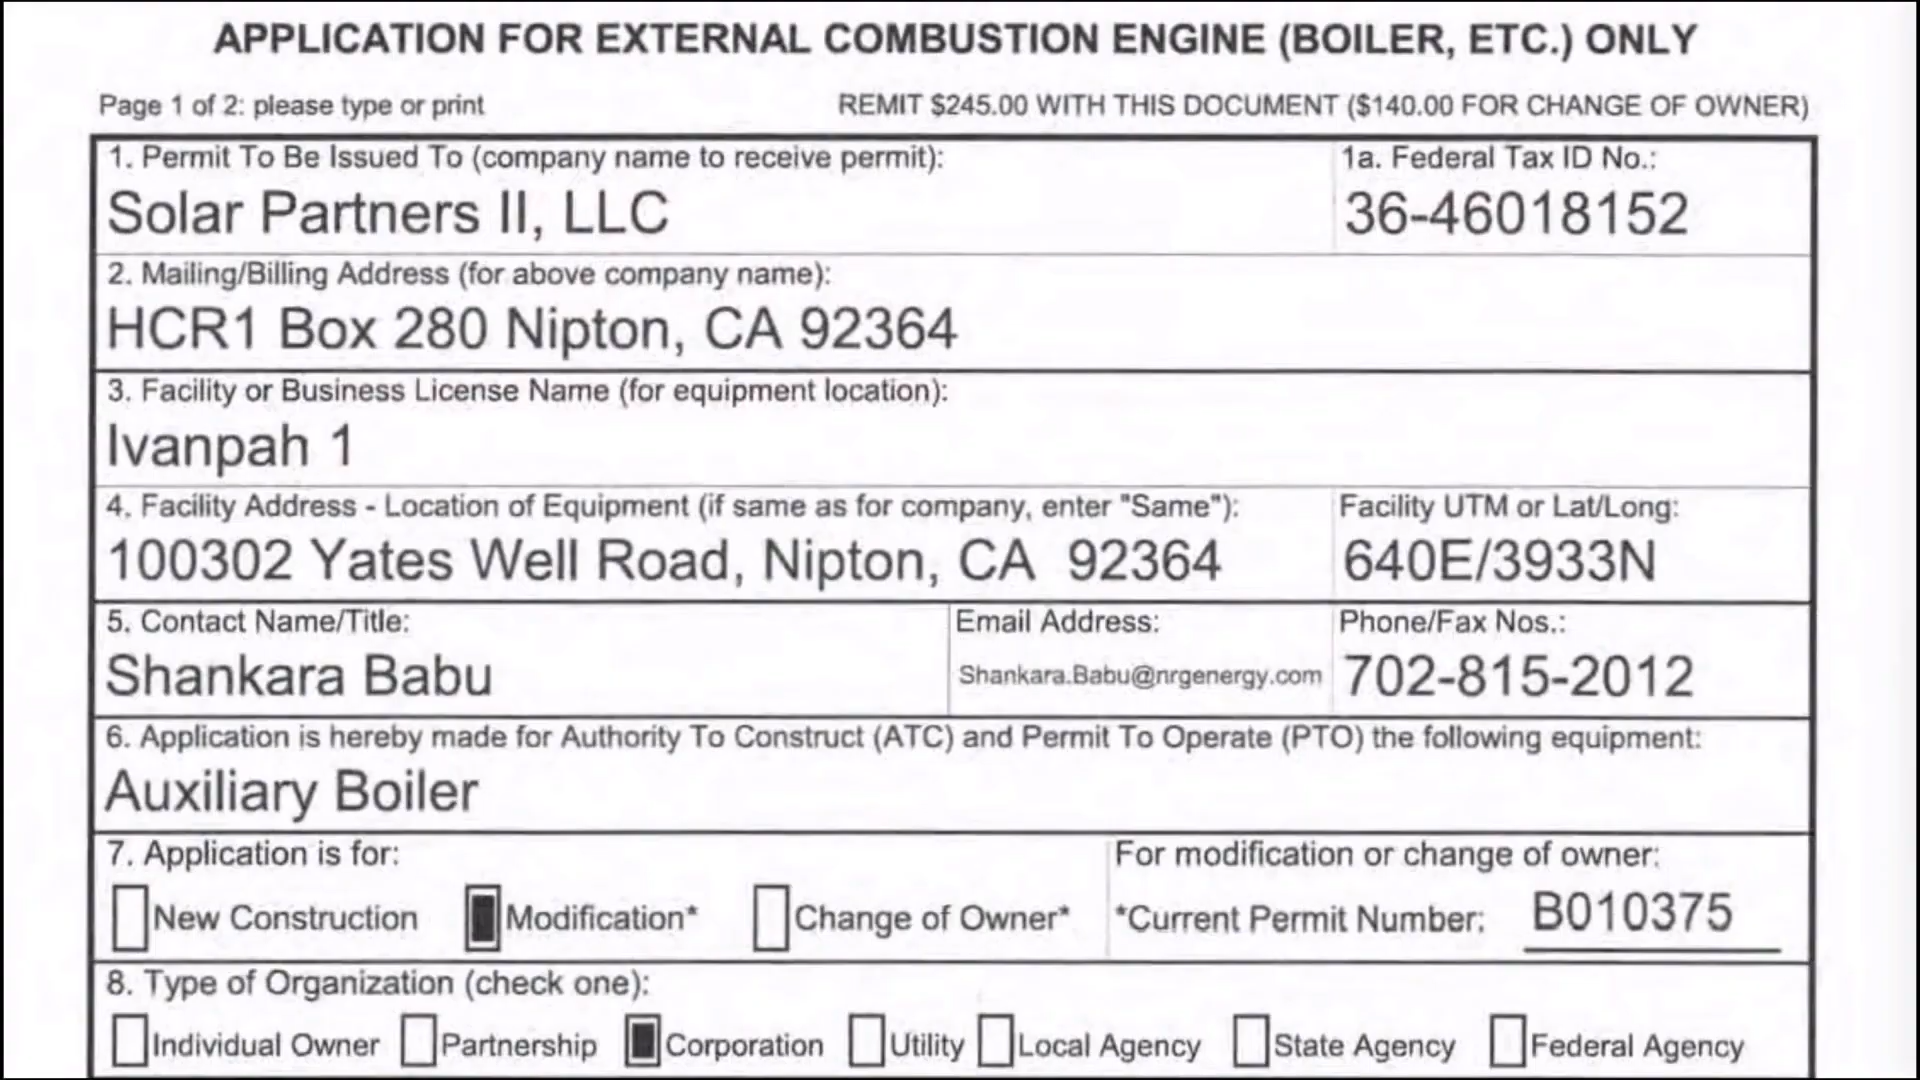 APPLICATION FOR EXTERNAL COMBUSTION ENGINE (BOILER, ETC.) ONLY
Page 1 of 2: please type or print REMIT $245.00 WITH THIS DOCUMENT ($140.00 FOR CHANGE OF OWNER)
1. Permit To Be Issued To (company name to receive permit): 1a. Federal Tax ID No.:
Solar Partners II, LLC 36-46018152
2. Mailing/Billing Address (for above company name):
HCR1 Box 280 Nipton, CA 92364
3. Facility or Business License Name (for equipment location):
Ivanpah 1
4. Facility Address - Location of Equipment (if same as for company, enter "Same"): Facility UTM or Lat/Long:
100302 Yates Well Road, Nipton, CA 92364 640E/3933N
5. Contact Name/Title: Email Address: Phone/Fax Nos.:
Shankara Babu Shankara.Babu@nrgenergy.com 702-815-2012
6. Application is hereby made for Authority To Construct (ATC) and Permit To Operate (PTO) the following equipment:
Auxiliary Boiler
7. Application is for: For modification or change of owner:
New Construction Modification* Change of Owner* *Current Permit Number: B010375
8. Type of Organization (check one):
Individual Owner Partnership Corporation Utility Local Agency State Agency Federal Agency